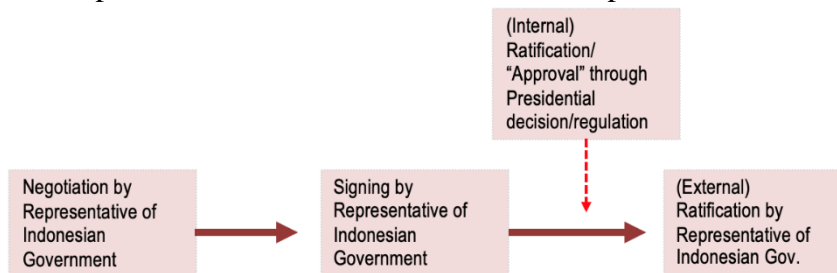 (Internal)
Ratification/
“Approval” through
Presidential
decision/regulation
Negotiation by
Representative of
Indonesian
Government
Signing by
Representative of
Indonesian
Government
(External)
Ratification by
Representative of
Indonesian Gov.